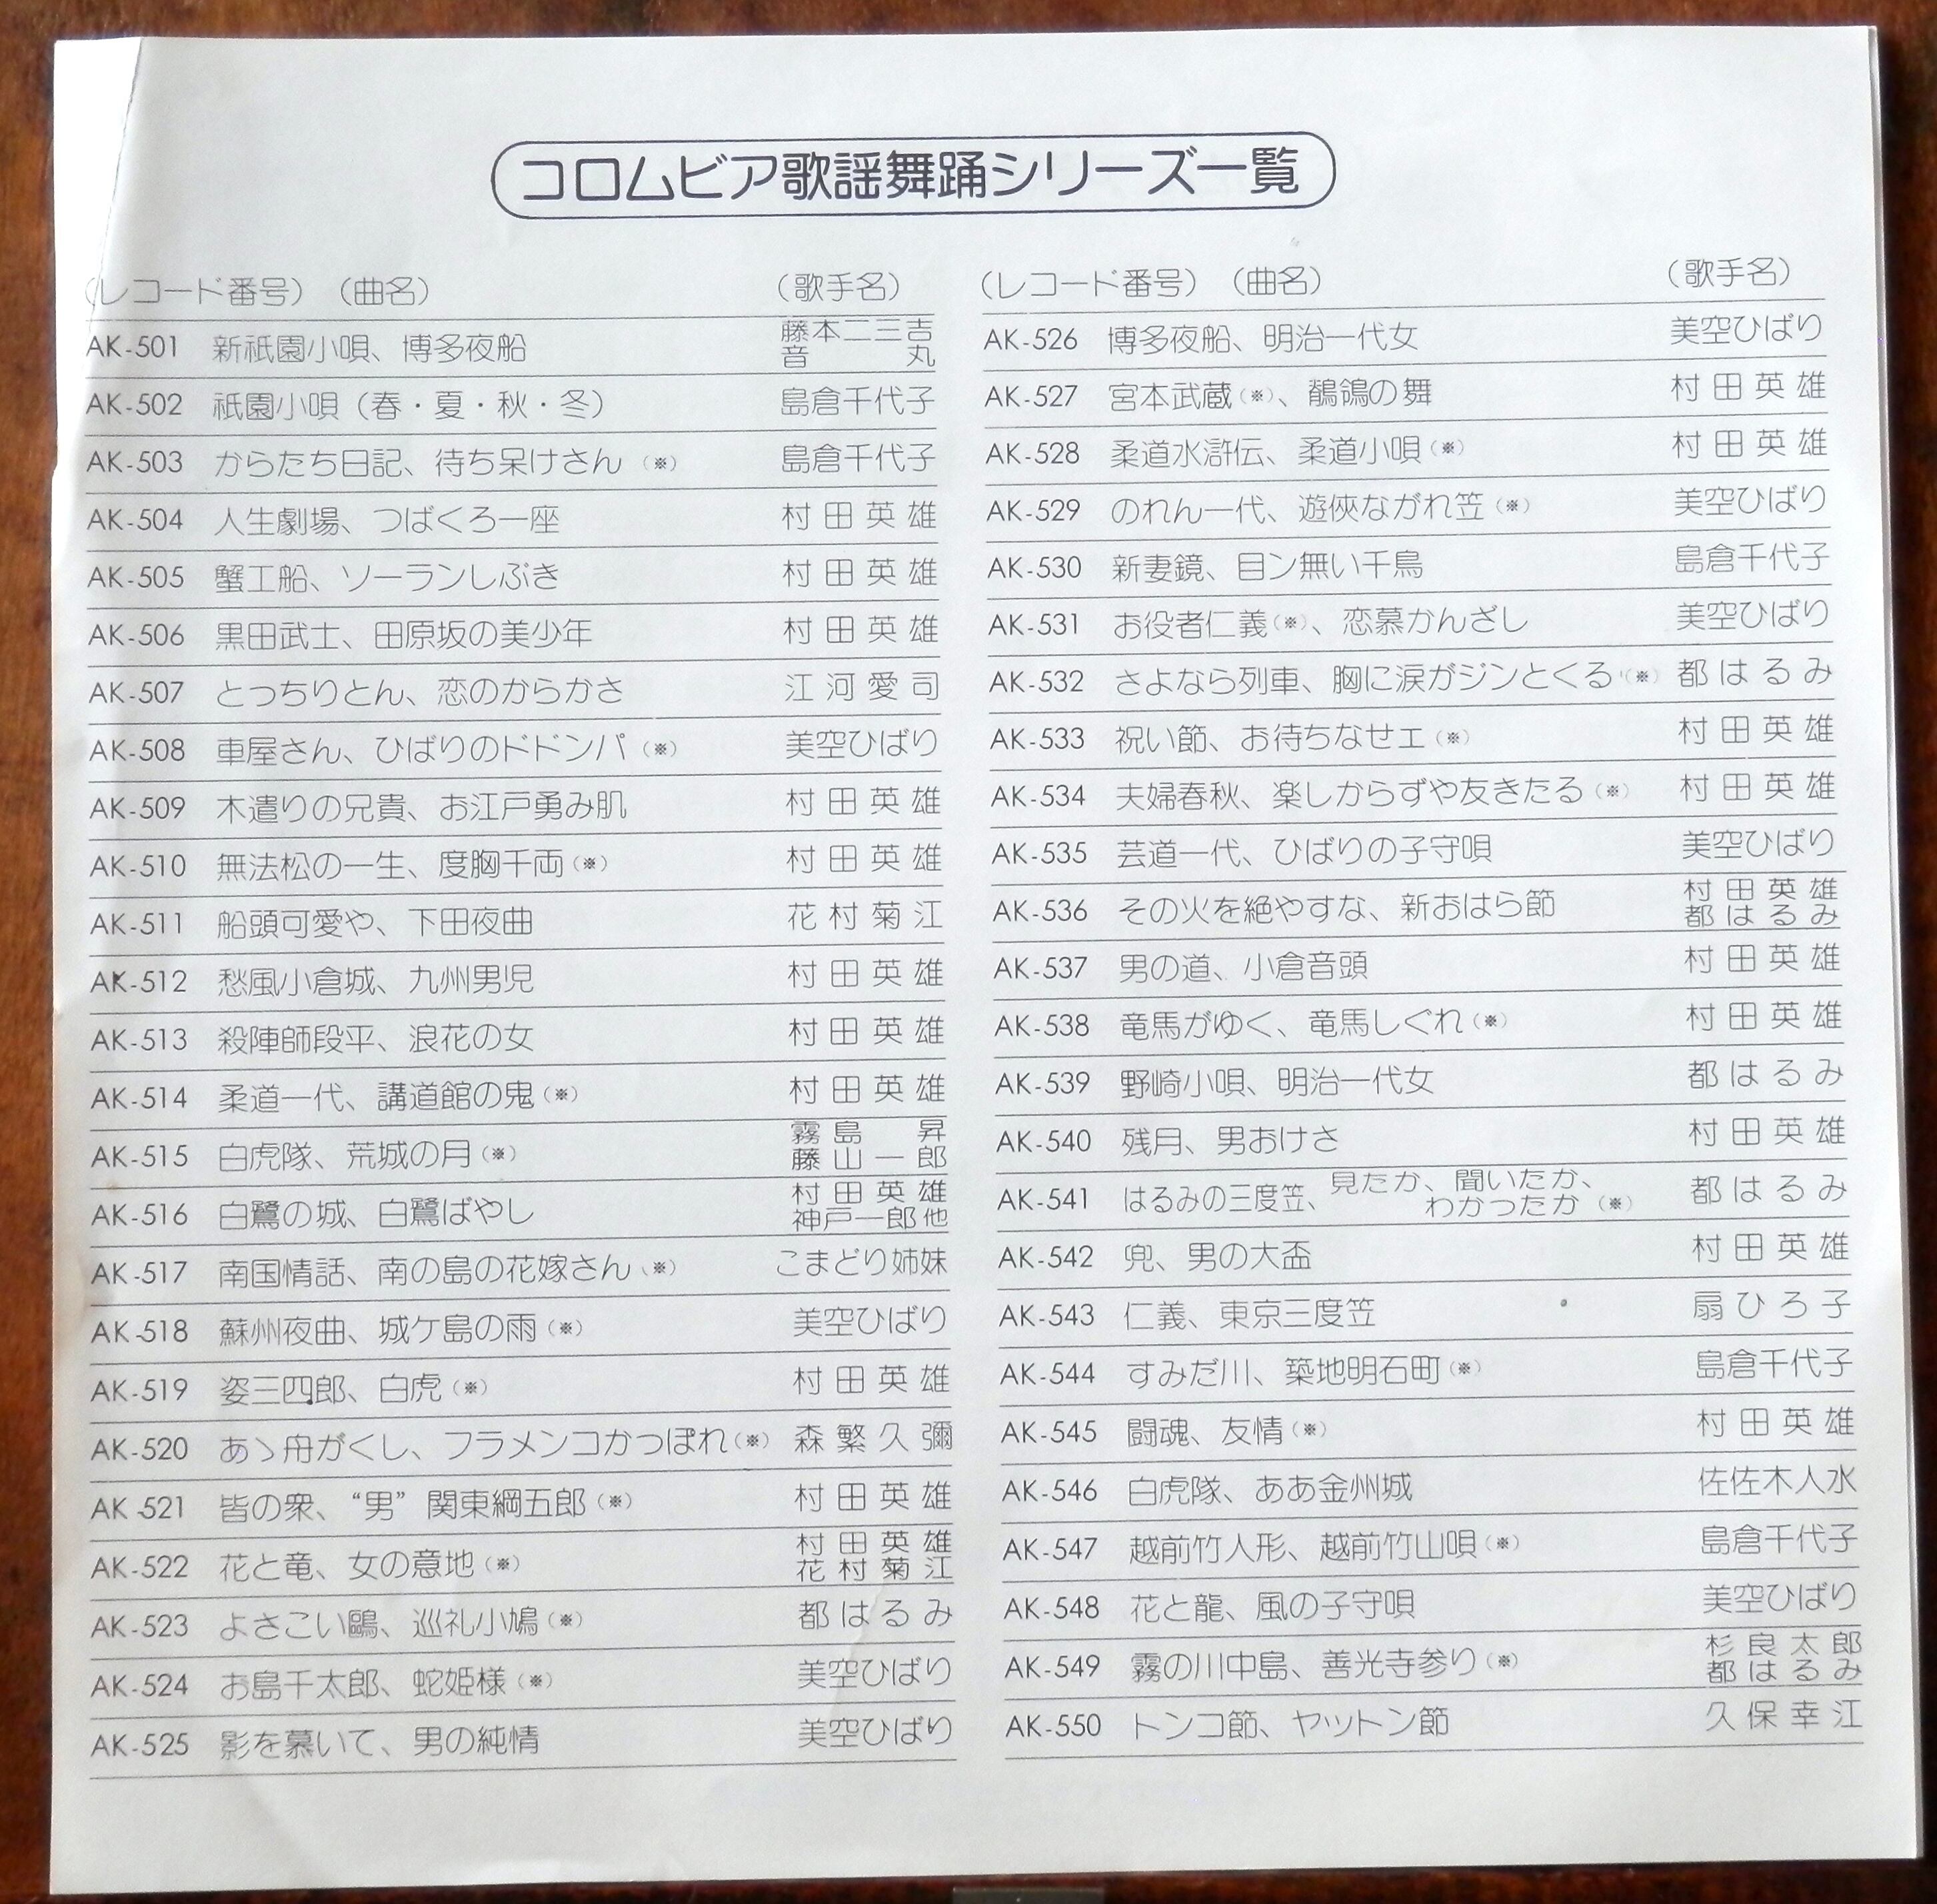 コロムビア歌謡舞踊シリーズ一覧
（レコード番号）（曲名）（歌手名）
AK-501 新祇園小唄、博多夜船 藤本二三吉 音丸
AK-502 祇園小唄（春・夏・秋・冬） 島倉千代子
AK-503 からたち日記、待ち呆けさん（※） 島倉千代子
AK-504 人生劇場、つばくろ一座 村田英雄
AK-505 蟹工船、ソーランしぶき 村田英雄
AK-506 黒田武士、田原坂の美少年 村田英雄
AK-507 とっちりとん、恋のからかさ 江河愛司
AK-508 車屋さん、ひばりのドドンパ（※） 美空ひばり
AK-509 木遣りの兄貴、お江戸勇み肌 村田英雄
AK-510 無法松の一生、度胸千両（※） 村田英雄
AK-511 船頭可愛や、下田夜曲 花村菊江
AK-512 愁風小倉城、九州男児 村田英雄
AK-513 殺陣師段平、浪花の女 村田英雄
AK-514 柔道一代、講道館の鬼（※） 村田英雄
AK-515 白虎隊、荒城の月（※） 霧島昇 藤山一郎
AK-516 白鷺の城、白鷺ばやし 村田英雄 神戸一郎他
AK-517 南国情話、南の島の花嫁さん（※） こまどり姉妹
AK-518 蘇州夜曲、城ケ島の雨（※） 美空ひばり
AK-519 姿三四郎、白虎（※） 村田英雄
AK-520 あゝ舟がくし、フラメンコかっぽれ（※） 森繁久彌
AK-521 皆の衆、“男”関東綱五郎（※） 村田英雄
AK-522 花と竜、女の意地（※） 村田英雄 花村菊江
AK-523 よさこい鷗、巡礼小鳩（※） 都はるみ
AK-524 お島千太郎、蛇姫様（※） 美空ひばり
AK-525 影を慕いて、男の純情 美空ひばり
（レコード番号）（曲名）（歌手名）
AK-526 博多夜船、明治一代女 美空ひばり
AK-527 宮本武蔵（※）、鶺鴒の舞 村田英雄
AK-528 柔道水滸伝、柔道小唄（※） 村田英雄
AK-529 のれん一代、遊俠ながれ笠（※） 美空ひばり
AK-530 新妻鏡、目ン無い千鳥 島倉千代子
AK-531 お役者仁義（※）、恋慕かんざし 美空ひばり
AK-532 さよなら列車、胸に涙がジンとくる（※） 都はるみ
AK-533 祝い節、お待ちなせエ（※） 村田英雄
AK-534 夫婦春秋、楽しからずや友きたる（※） 村田英雄
AK-535 芸道一代、ひばりの子守唄 美空ひばり
AK-536 その火を絶やすな、新おはら節 村田英雄 都はるみ
AK-537 男の道、小倉音頭 村田英雄
AK-538 竜馬がゆく、竜馬しぐれ（※） 村田英雄
AK-539 野崎小唄、明治一代女 都はるみ
AK-540 残月、男おけさ 村田英雄
AK-541 はるみの三度笠、見たか、聞いたか、わかったか（※） 都はるみ
AK-542 兜、男の大盃 村田英雄
AK-543 仁義、東京三度笠 扇ひろ子
AK-544 すみだ川、築地明石町（※） 島倉千代子
AK-545 闘魂、友情（※） 村田英雄
AK-546 白虎隊、ああ金州城 佐佐木人水
AK-547 越前竹人形、越前竹山唄（※） 島倉千代子
AK-548 花と龍、風の子守唄 美空ひばり
AK-549 霧の川中島、善光寺参り（※） 杉良太郎 都はるみ
AK-550 トンコ節、ヤットン節 久保幸江